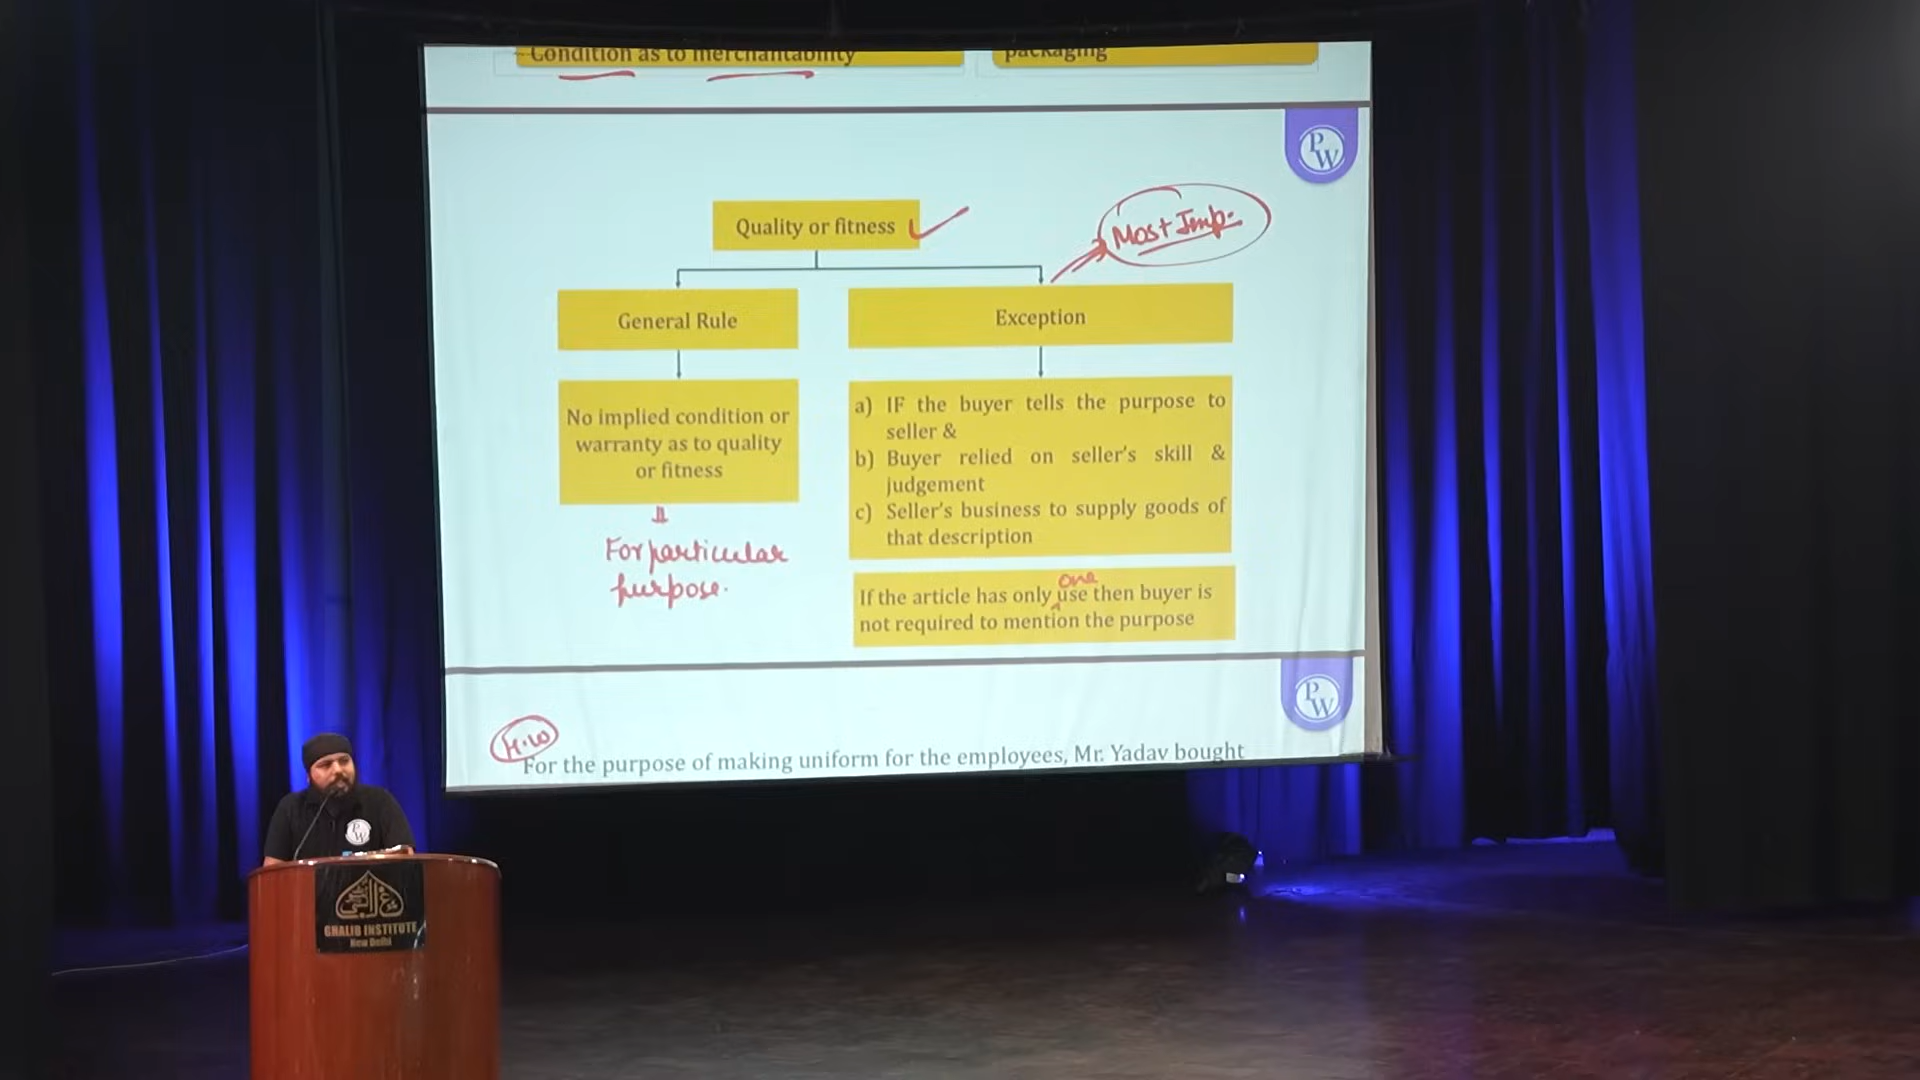 Condition as to merchantability
packaging
PW
Quality or fitness
Most Imp.
General Rule
Exception
No implied condition or
warranty as to quality
or fitness
For particular
purpose.
a) IF the buyer tells the purpose to
seller &
b) Buyer relied on seller's skill &
judgement
c) Seller's business to supply goods of
that description
one
If the article has only use then buyer is
not required to mention the purpose
PW
H.W
For the purpose of making uniform for the employees, Mr. Yadav bought
PW
GHALIB INSTITUTE
New Delhi